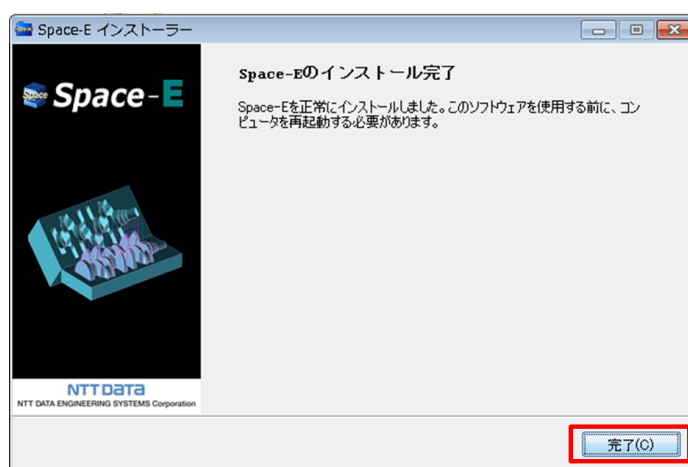 Space-E インストーラー
Space-E
Space-Eのインストール完了
Space-Eを正常にインストールしました。このソフトウェアを使用する前に、コン
ピュータを再起動する必要があります。
NTT DATA
NTT DATA ENGINEERING SYSTEMS Corporation
完了(C)